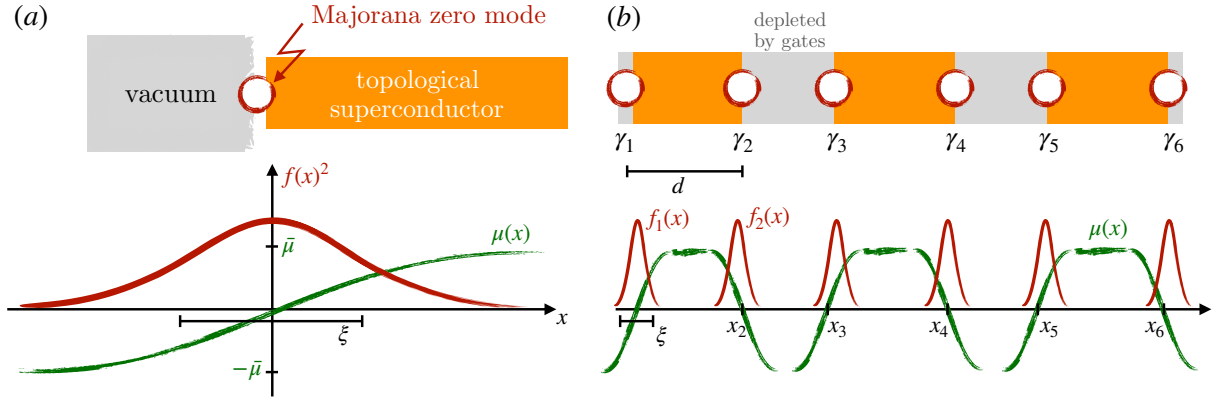 (a)
Majorana zero mode
vacuum
topological
superconductor
f(x)²
μ̄
μ(x)
x
ξ
−μ̄
(b)
depleted
by gates
γ₁ γ₂ γ₃ γ₄ γ₅ γ₆
d
f₁(x) f₂(x) μ(x)
ξ x₂ x₃ x₄ x₅ x₆